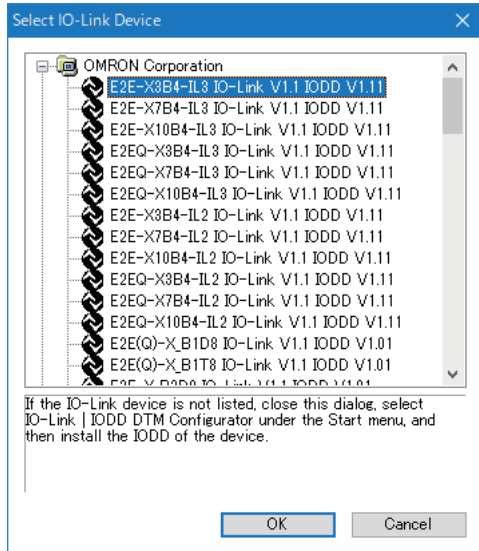 Select IO-Link Device
OMRON Corporation
E2E-X3B4-IL3 IO-Link V1.1 IODD V1.11
E2E-X7B4-IL3 IO-Link V1.1 IODD V1.11
E2E-X10B4-IL3 IO-Link V1.1 IODD V1.11
E2EQ-X3B4-IL3 IO-Link V1.1 IODD V1.11
E2EQ-X7B4-IL3 IO-Link V1.1 IODD V1.11
E2EQ-X10B4-IL3 IO-Link V1.1 IODD V1.11
E2E-X3B4-IL2 IO-Link V1.1 IODD V1.11
E2E-X7B4-IL2 IO-Link V1.1 IODD V1.11
E2E-X10B4-IL2 IO-Link V1.1 IODD V1.11
E2EQ-X3B4-IL2 IO-Link V1.1 IODD V1.11
E2EQ-X7B4-IL2 IO-Link V1.1 IODD V1.11
E2EQ-X10B4-IL2 IO-Link V1.1 IODD V1.11
E2E(Q)-X_B1D8 IO-Link V1.1 IODD V1.01
E2E(Q)-X_B1T8 IO-Link V1.1 IODD V1.01
If the IO-Link device is not listed, close this dialog, select
IO-Link | IODD DTM Configurator under the Start menu, and
then install the IODD of the device.
OK
Cancel